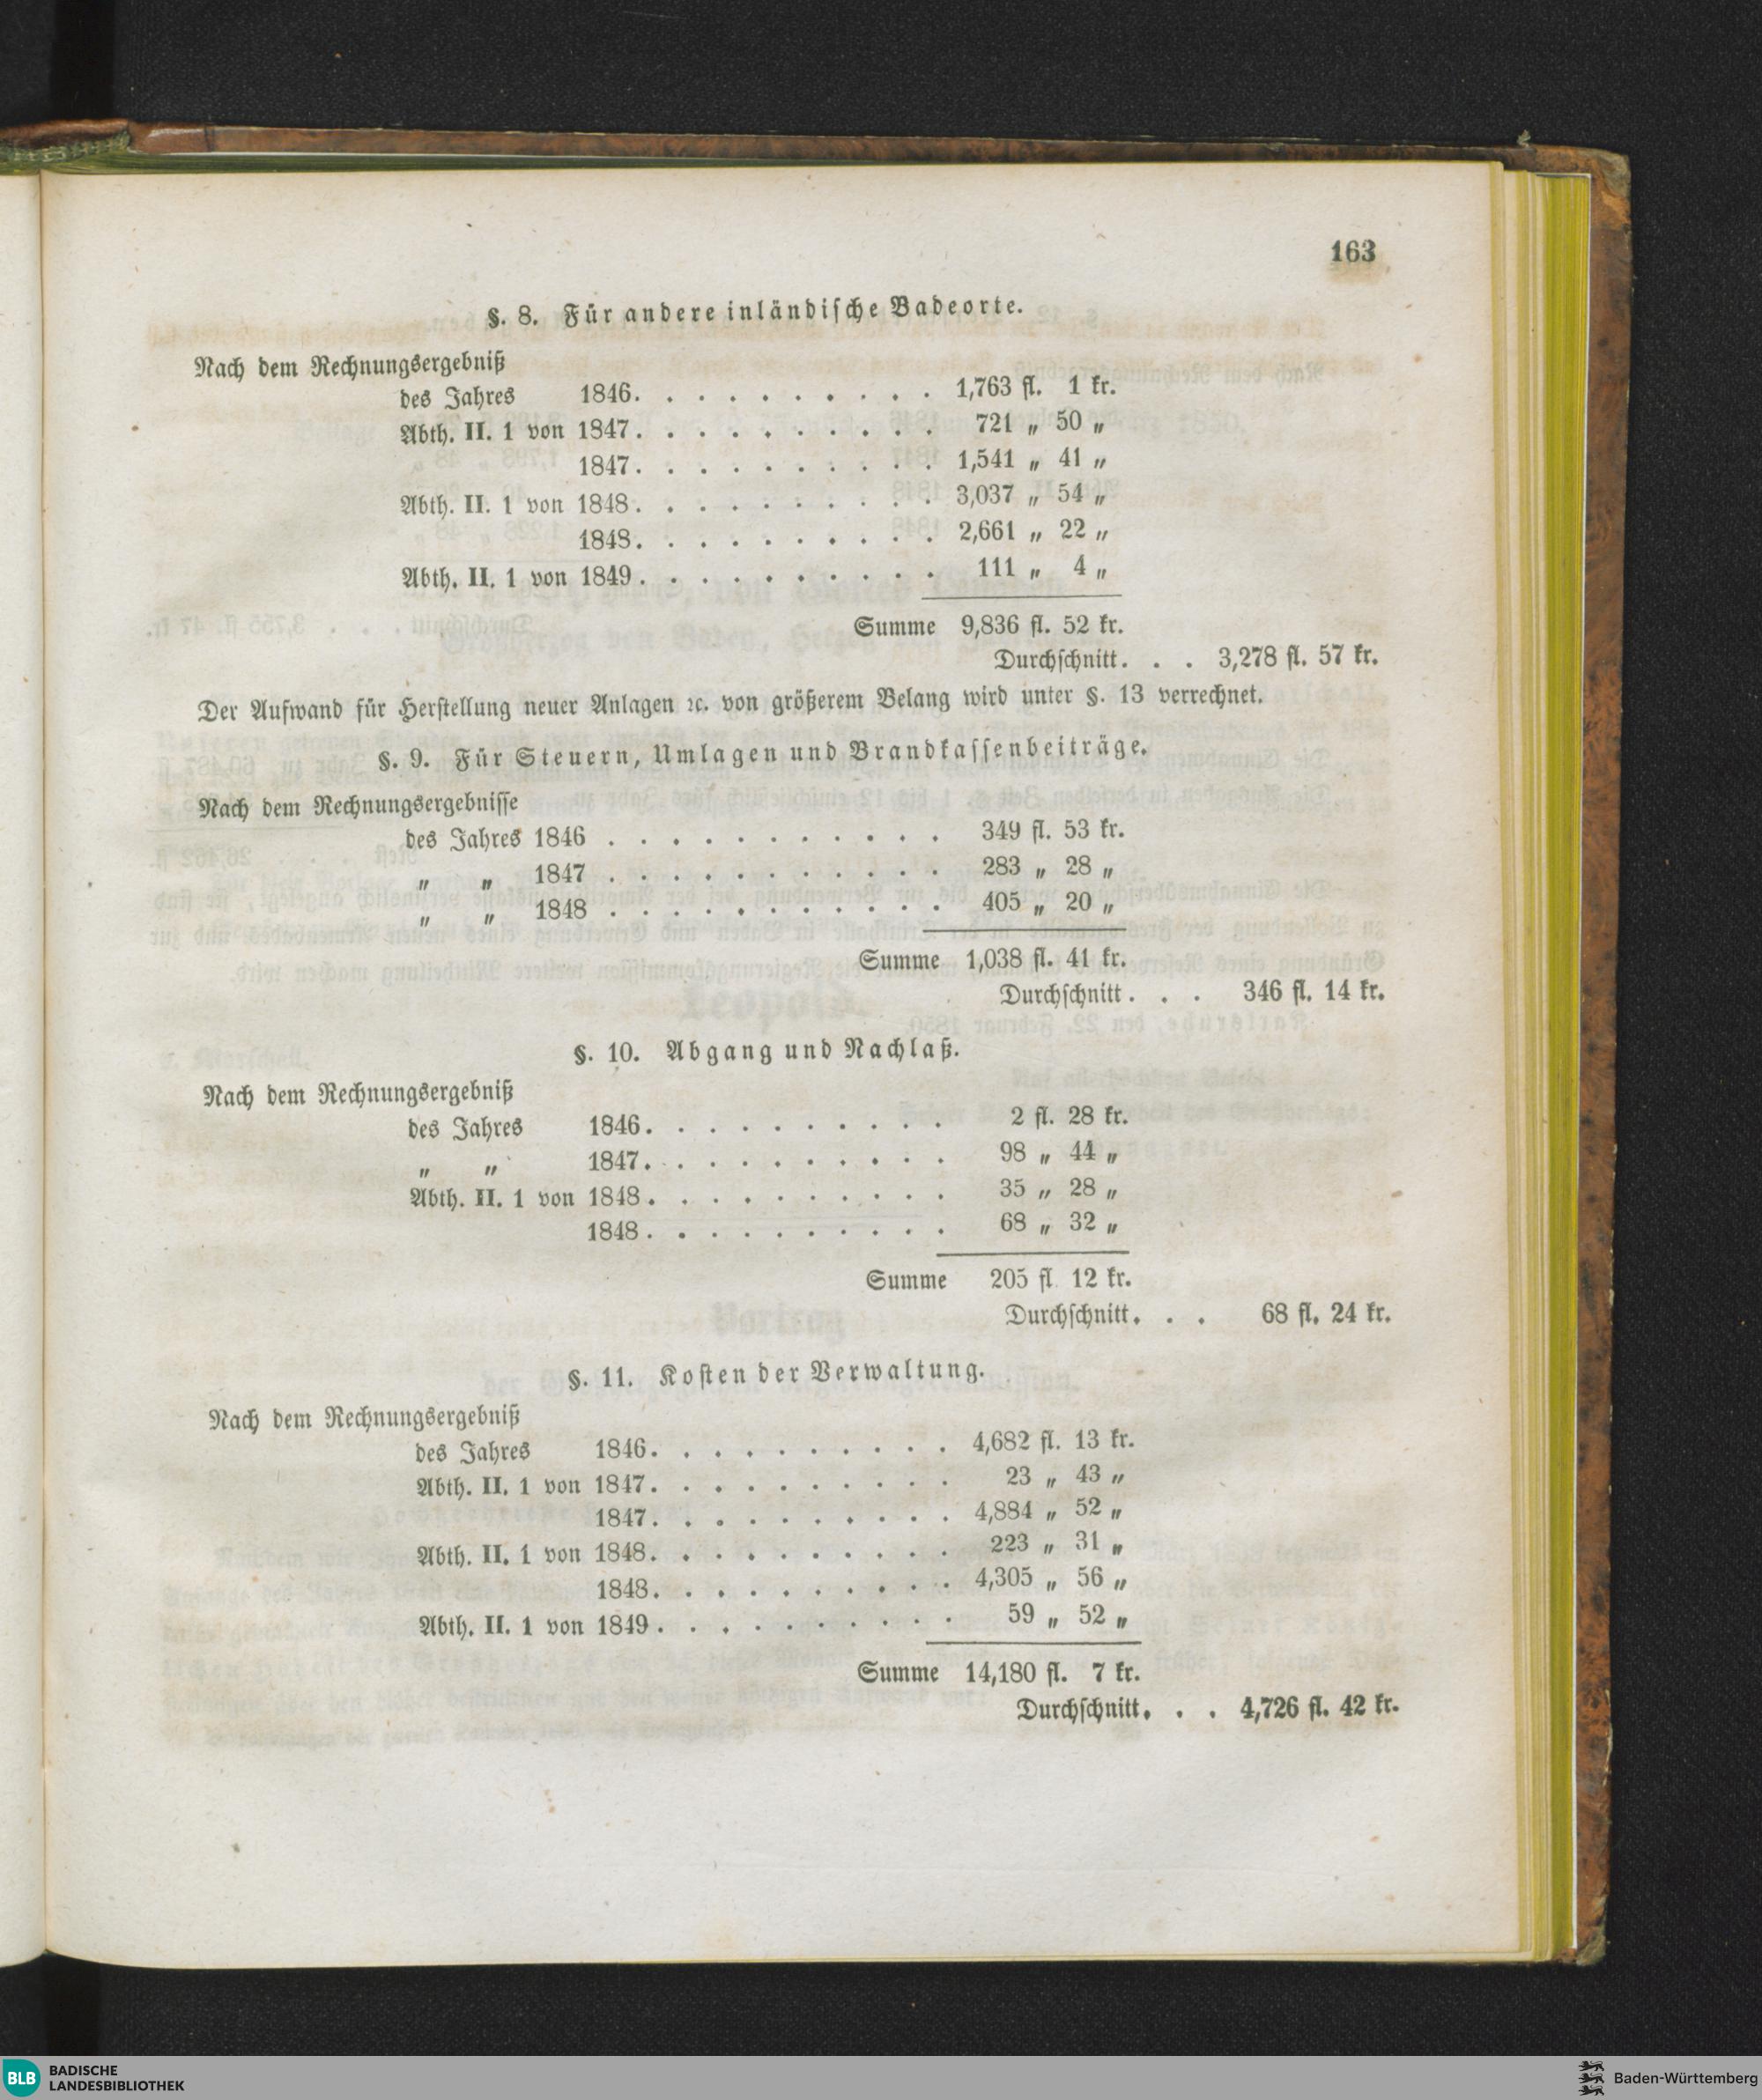 163
§. 8. Für andere inländische Badeorte.
Nach dem Rechnungsergebniß
des Jahres 1846. . . . . . . . . . 1,763 fl. 1 kr.
Abth. II. 1 von 1847. . . . . . . . . . 721 „ 50 „
1847. . . . . . . . . . 1,541 „ 41 „
Abth. II. 1 von 1848. . . . . . . . . . 3,037 „ 54 „
1848. . . . . . . . . . 2,661 „ 22 „
Abth. II. 1 von 1849. . . . . . . . . . 111 „ 4 „
Summe 9,836 fl. 52 kr.
Durchschnitt. . . 3,278 fl. 57 kr.
Der Aufwand für Herstellung neuer Anlagen ꝛc. von größerem Belang wird unter §. 13 verrechnet.
§. 9. Für Steuern, Umlagen und Brandkassenbeiträge.
Nach dem Rechnungsergebnisse
des Jahres 1846 . . . . . . . . . . . 349 fl. 53 kr.
„ „ 1847 . . . . . . . . . . . 283 „ 28 „
„ „ 1848 . . . . . . . . . . . 405 „ 20 „
Summe 1,038 fl. 41 kr.
Durchschnitt. . . 346 fl. 14 kr.
§. 10. Abgang und Nachlaß.
Nach dem Rechnungsergebniß
des Jahres 1846. . . . . . . . . . 2 fl. 28 kr.
„ „ 1847. . . . . . . . . . 98 „ 44 „
Abth. II. 1 von 1848. . . . . . . . . . 35 „ 28 „
1848. . . . . . . . . . 68 „ 32 „
Summe 205 fl. 12 kr.
Durchschnitt. . . 68 fl. 24 kr.
§. 11. Kosten der Verwaltung.
Nach dem Rechnungsergebniß
des Jahres 1846. . . . . . . . . . 4,682 fl. 13 kr.
Abth. II. 1 von 1847. . . . . . . . . . 23 „ 43 „
1847. . . . . . . . . . 4,884 „ 52 „
Abth. II. 1 von 1848. . . . . . . . . . 223 „ 31 „
1848. . . . . . . . . . 4,305 „ 56 „
Abth. II. 1 von 1849. . . . . . . . . . 59 „ 52 „
Summe 14,180 fl. 7 kr.
Durchschnitt. . . 4,726 fl. 42 kr.
BLB BADISCHE
LANDESBIBLIOTHEK
Baden-Württemberg